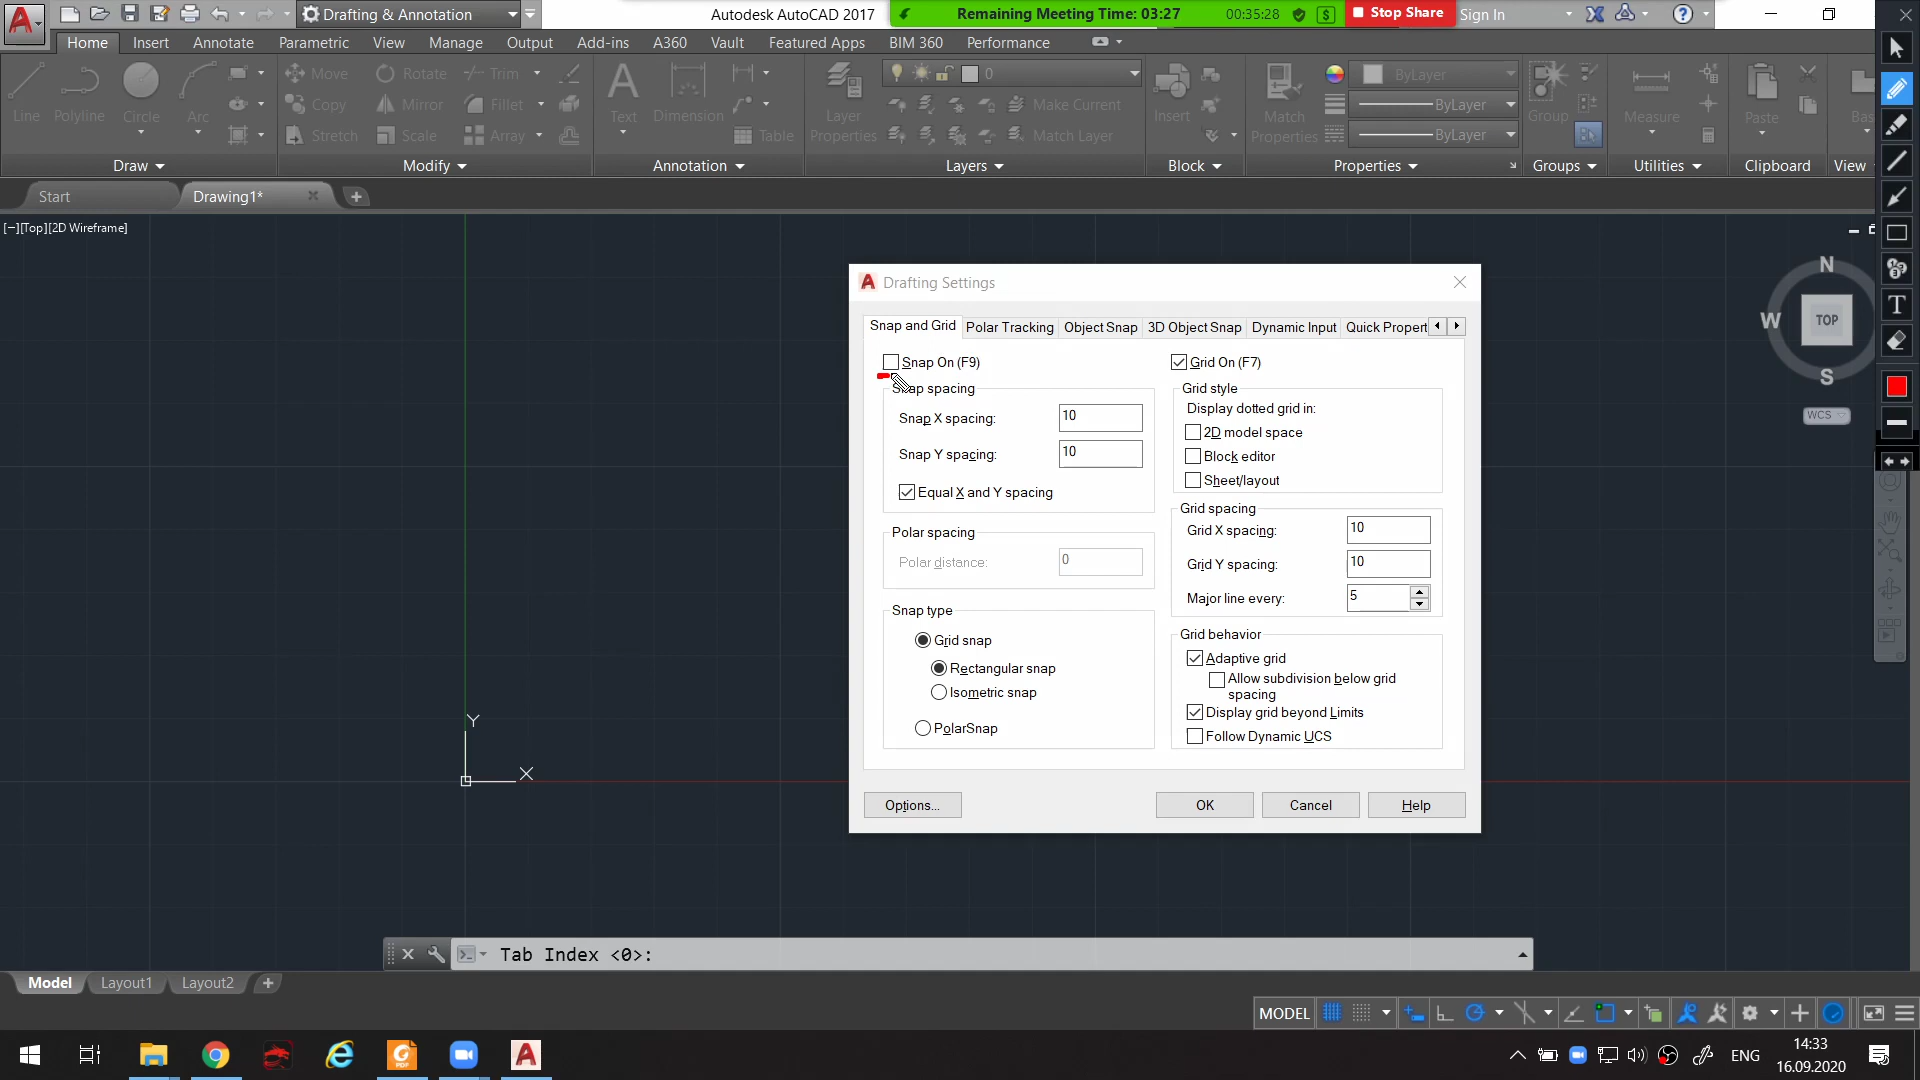 Drafting & Annotation
Autodesk AutoCAD 2017
Remaining Meeting Time: 03:27
00:35:28
Stop Share
Sign In
Home Insert Annotate Parametric View Manage Output Add-ins A360 Vault Featured Apps BIM 360 Performance
Line Polyline Circle Arc
Move Rotate Trim
Copy Mirror Fillet
Stretch Scale Array
Text Dimension Table
Layer Properties
0
Make Current
Match Layer
Insert
Match Properties
ByLayer
ByLayer
ByLayer
Group Measure Paste Bas
Draw Modify Annotation Layers Block Properties Groups Utilities Clipboard View
Start Drawing1*
[−][Top][2D Wireframe]
N
W TOP
S
WCS
T
Drafting Settings
Snap and Grid Polar Tracking Object Snap 3D Object Snap Dynamic Input Quick Propert
Snap On (F9)
Snap spacing
Snap X spacing: 10
Snap Y spacing: 10
Equal X and Y spacing
Polar spacing
Polar distance: 0
Snap type
Grid snap
Rectangular snap
Isometric snap
PolarSnap
Grid On (F7)
Grid style
Display dotted grid in:
2D model space
Block editor
Sheet/layout
Grid spacing
Grid X spacing: 10
Grid Y spacing: 10
Major line every: 5
Grid behavior
Adaptive grid
Allow subdivision below grid
spacing
Display grid beyond Limits
Follow Dynamic UCS
Options... OK Cancel Help
Y
X
Tab Index <0>:
Model Layout1 Layout2
MODEL
ENG
14:33
16.09.2020